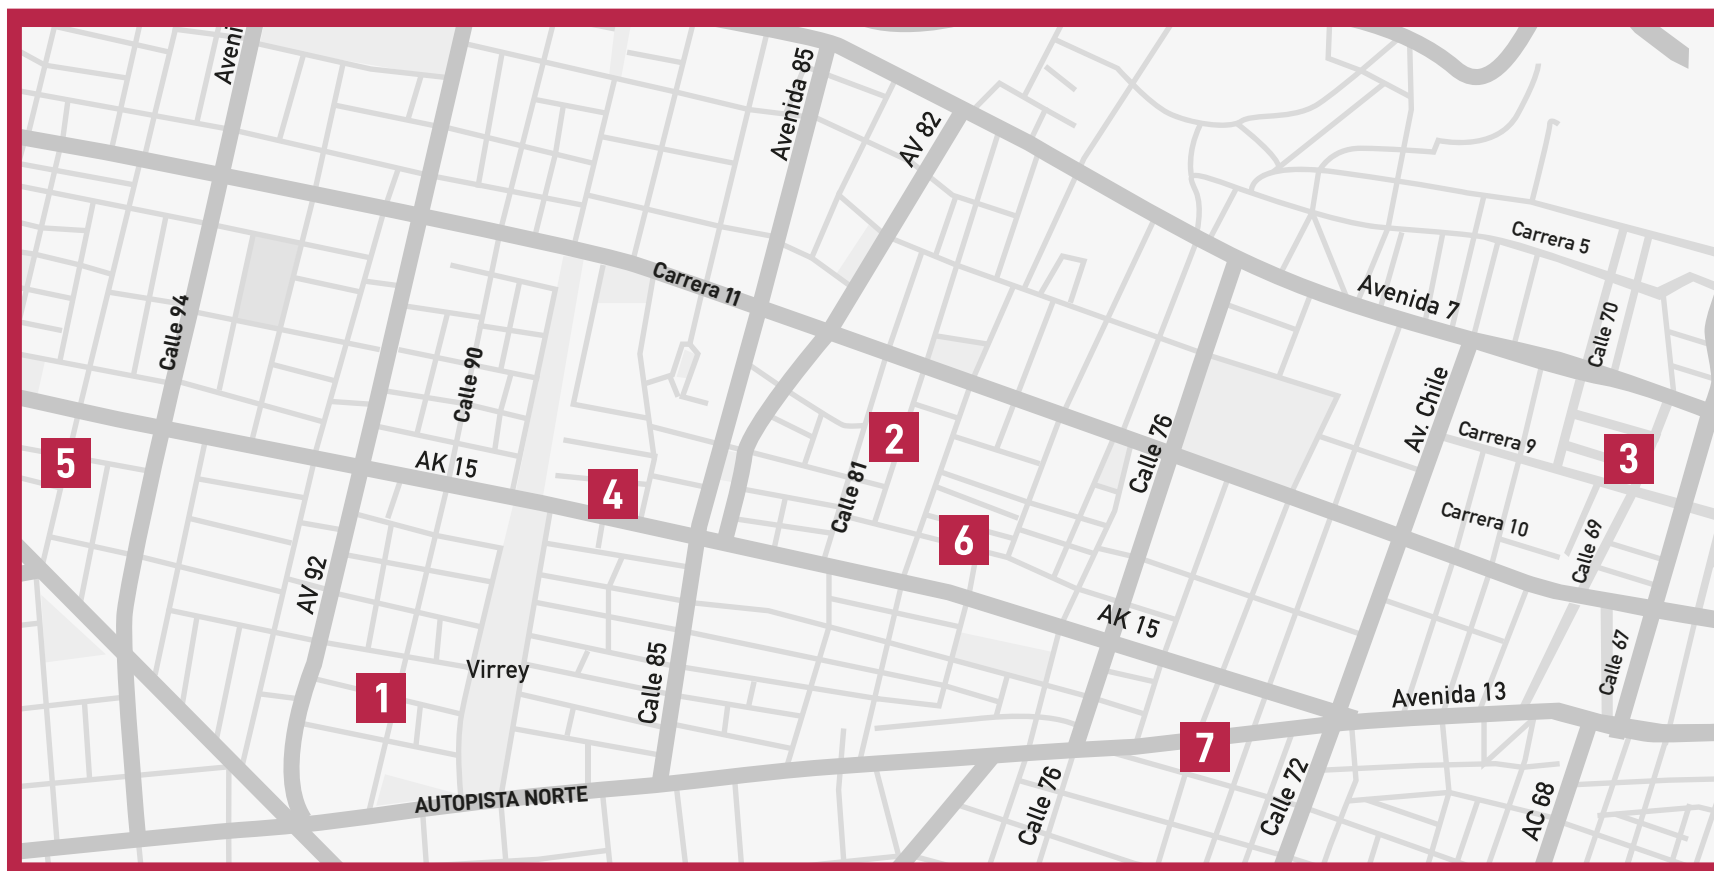 Aveni
Avenida 85
AV 82
Carrera 5
Carrera 11
Avenida 7
Calle 94
Calle 90
Calle 70
Av. Chile
Calle 76
Carrera 9
2
3
5
AK 15
4
Calle 81
Carrera 10
6
Calle 69
AV 92
AK 15
Calle 67
Virrey
Calle 85
1
Avenida 13
7
AUTOPISTA NORTE
Calle 76
Calle 72
AC 68